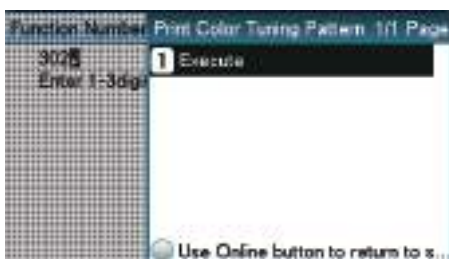 Function Number
302
Enter 1-3digi
Print Color Tuning Pattern 1/1 Page
1 Execute
Use Online button to return to s...